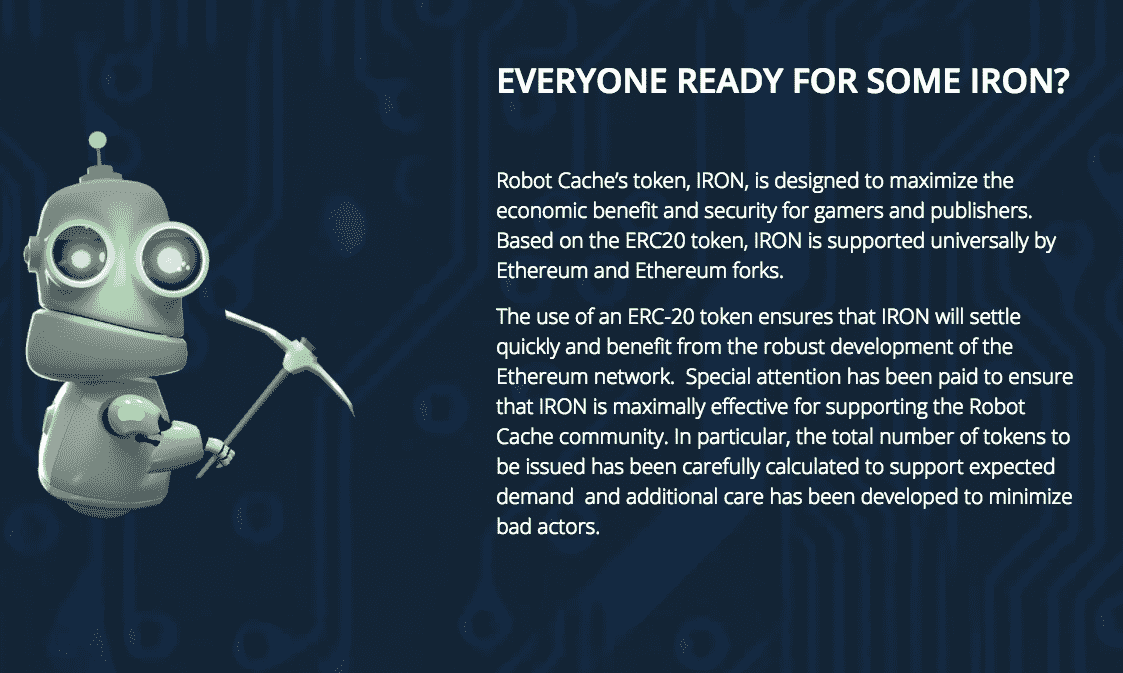 EVERYONE READY FOR SOME IRON?
Robot Cache's token, IRON, is designed to maximize the
economic benefit and security for gamers and publishers.
Based on the ERC20 token, IRON is supported universally by
Ethereum and Ethereum forks.
The use of an ERC-20 token ensures that IRON will settle
quickly and benefit from the robust development of the
Ethereum network.  Special attention has been paid to ensure
that IRON is maximally effective for supporting the Robot
Cache community. In particular, the total number of tokens to
be issued has been carefully calculated to support expected
demand  and additional care has been developed to minimize
bad actors.